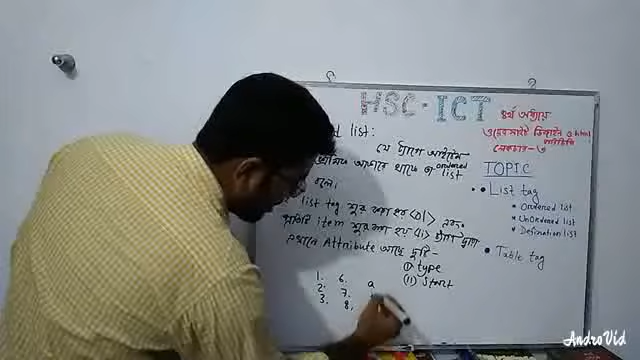 HSC-ICT
৪র্থ অধ্যায়
ওয়েবসাইট ডিজাইন ও html
লেকচার-৩
list:
যে ট্যাগে আইটেম
ordered
list
বলে।
list tag শুরু করা হয় <ol> এবং
প্রতিটি item শুরু করা হয় <li> ট্যাগ
এখানে Attribute আছে দুটি-
(i) type
(ii) Start
1. 6. a
2. 7.
3. 8.
TOPIC
• List tag
• Ordered list
• UnOrdered list
• Defination list
• Table tag
AndroVid